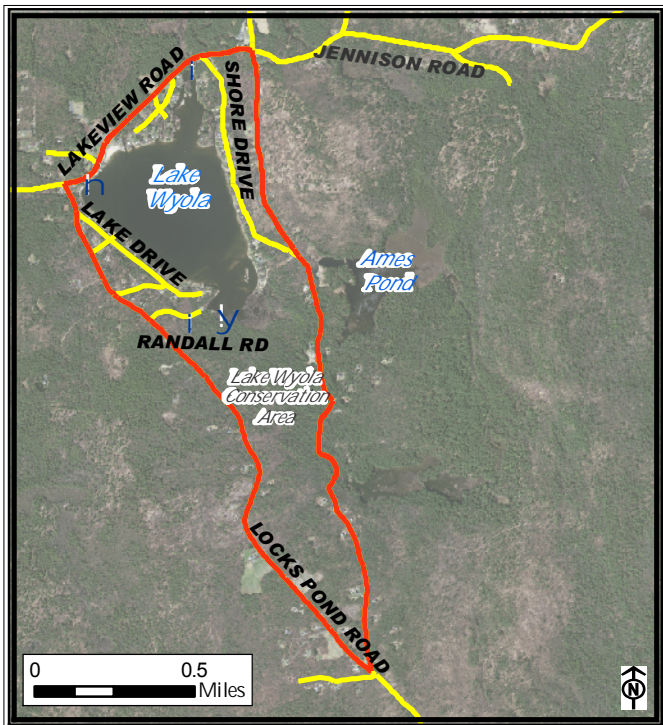 JENNISON ROAD
LAKEVIEW ROAD
SHORE DRIVE
i
n
Lake
Wyola
LAKE DRIVE
Ames
Pond
i y
RANDALL RD
Lake Wyola
Conservation
Area
LOCKS POND ROAD
0 0.5
Miles
N